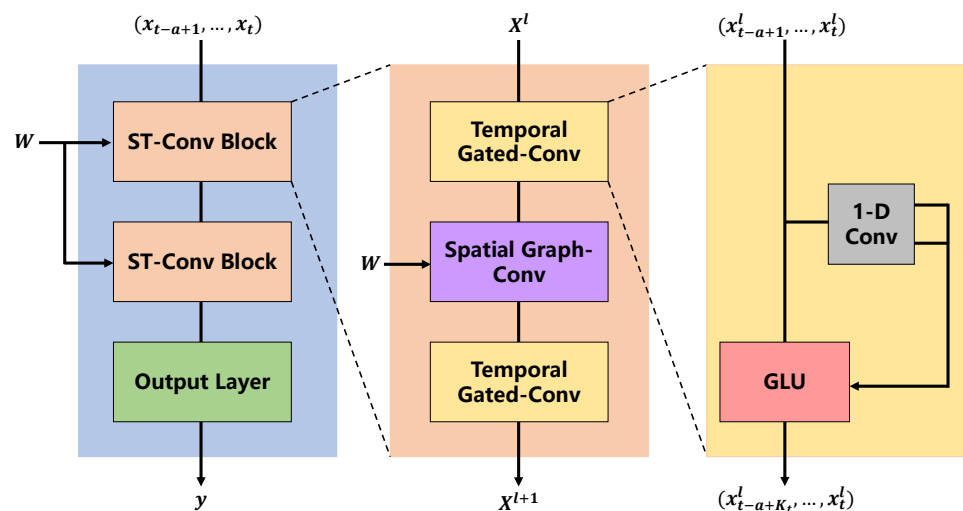 (x_{t-a+1}, ..., x_t)
W
ST-Conv Block
ST-Conv Block
Output Layer
y
X^l
Temporal
Gated-Conv
W
Spatial Graph-
Conv
Temporal
Gated-Conv
X^{l+1}
(x^l_{t-a+1}, ..., x^l_t)
1-D
Conv
GLU
(x^l_{t-a+K_t}, ..., x^l_t)